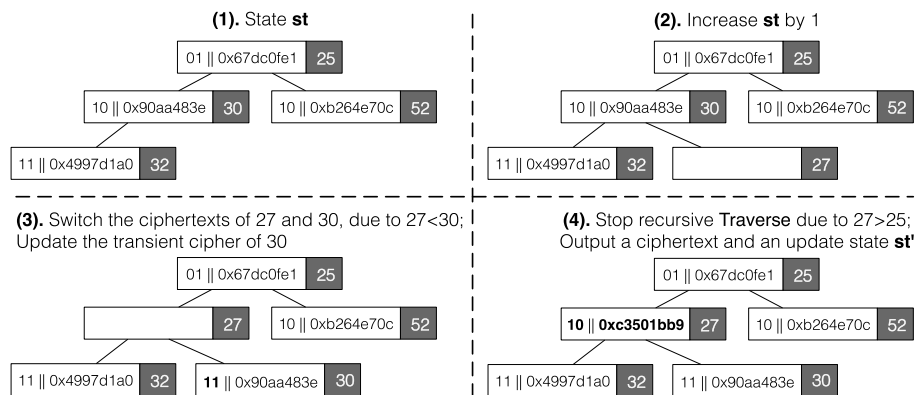 (1). State st
01 || 0x67dc0fe1 25
10 || 0x90aa483e 30
10 || 0xb264e70c 52
11 || 0x4997d1a0 32
(2). Increase st by 1
01 || 0x67dc0fe1 25
10 || 0x90aa483e 30
10 || 0xb264e70c 52
11 || 0x4997d1a0 32
27
(3). Switch the ciphertexts of 27 and 30, due to 27<30;
Update the transient cipher of 30
01 || 0x67dc0fe1 25
27
10 || 0xb264e70c 52
11 || 0x4997d1a0 32
11 || 0x90aa483e 30
(4). Stop recursive Traverse due to 27>25;
Output a ciphertext and an update state st'
01 || 0x67dc0fe1 25
10 || 0xc3501bb9 27
10 || 0xb264e70c 52
11 || 0x4997d1a0 32
11 || 0x90aa483e 30